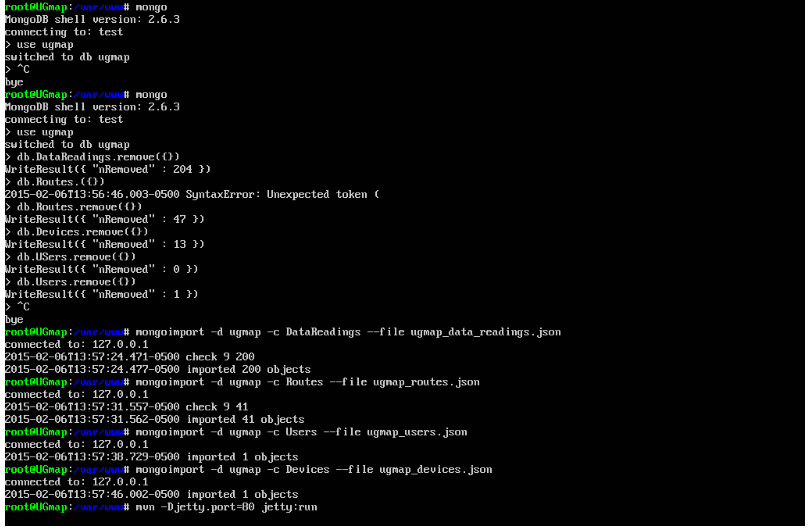 root@UGmap:/var/www# mongo
MongoDB shell version: 2.6.3
connecting to: test
> use ugmap
switched to db ugmap
> ^C
bye
root@UGmap:/var/www# mongo
MongoDB shell version: 2.6.3
connecting to: test
> use ugmap
switched to db ugmap
> db.DataReadings.remove({})
WriteResult({ "nRemoved" : 204 })
> db.Routes.({})
2015-02-06T13:56:46.003-0500 SyntaxError: Unexpected token (
> db.Routes.remove({})
WriteResult({ "nRemoved" : 47 })
> db.Devices.remove({})
WriteResult({ "nRemoved" : 13 })
> db.USers.remove({})
WriteResult({ "nRemoved" : 0 })
> db.Users.remove({})
WriteResult({ "nRemoved" : 1 })
> ^C
bye
root@UGmap:/var/www# mongoimport -d ugmap -c DataReadings --file ugmap_data_readings.json
connected to: 127.0.0.1
2015-02-06T13:57:24.471-0500 check 9 200
2015-02-06T13:57:24.477-0500 imported 200 objects
root@UGmap:/var/www# mongoimport -d ugmap -c Routes --file ugmap_routes.json
connected to: 127.0.0.1
2015-02-06T13:57:31.557-0500 check 9 41
2015-02-06T13:57:31.562-0500 imported 41 objects
root@UGmap:/var/www# mongoimport -d ugmap -c Users --file ugmap_users.json
connected to: 127.0.0.1
2015-02-06T13:57:38.729-0500 imported 1 objects
root@UGmap:/var/www# mongoimport -d ugmap -c Devices --file ugmap_devices.json
connected to: 127.0.0.1
2015-02-06T13:57:46.002-0500 imported 1 objects
root@UGmap:/var/www# mvn -Djetty.port=80 jetty:run